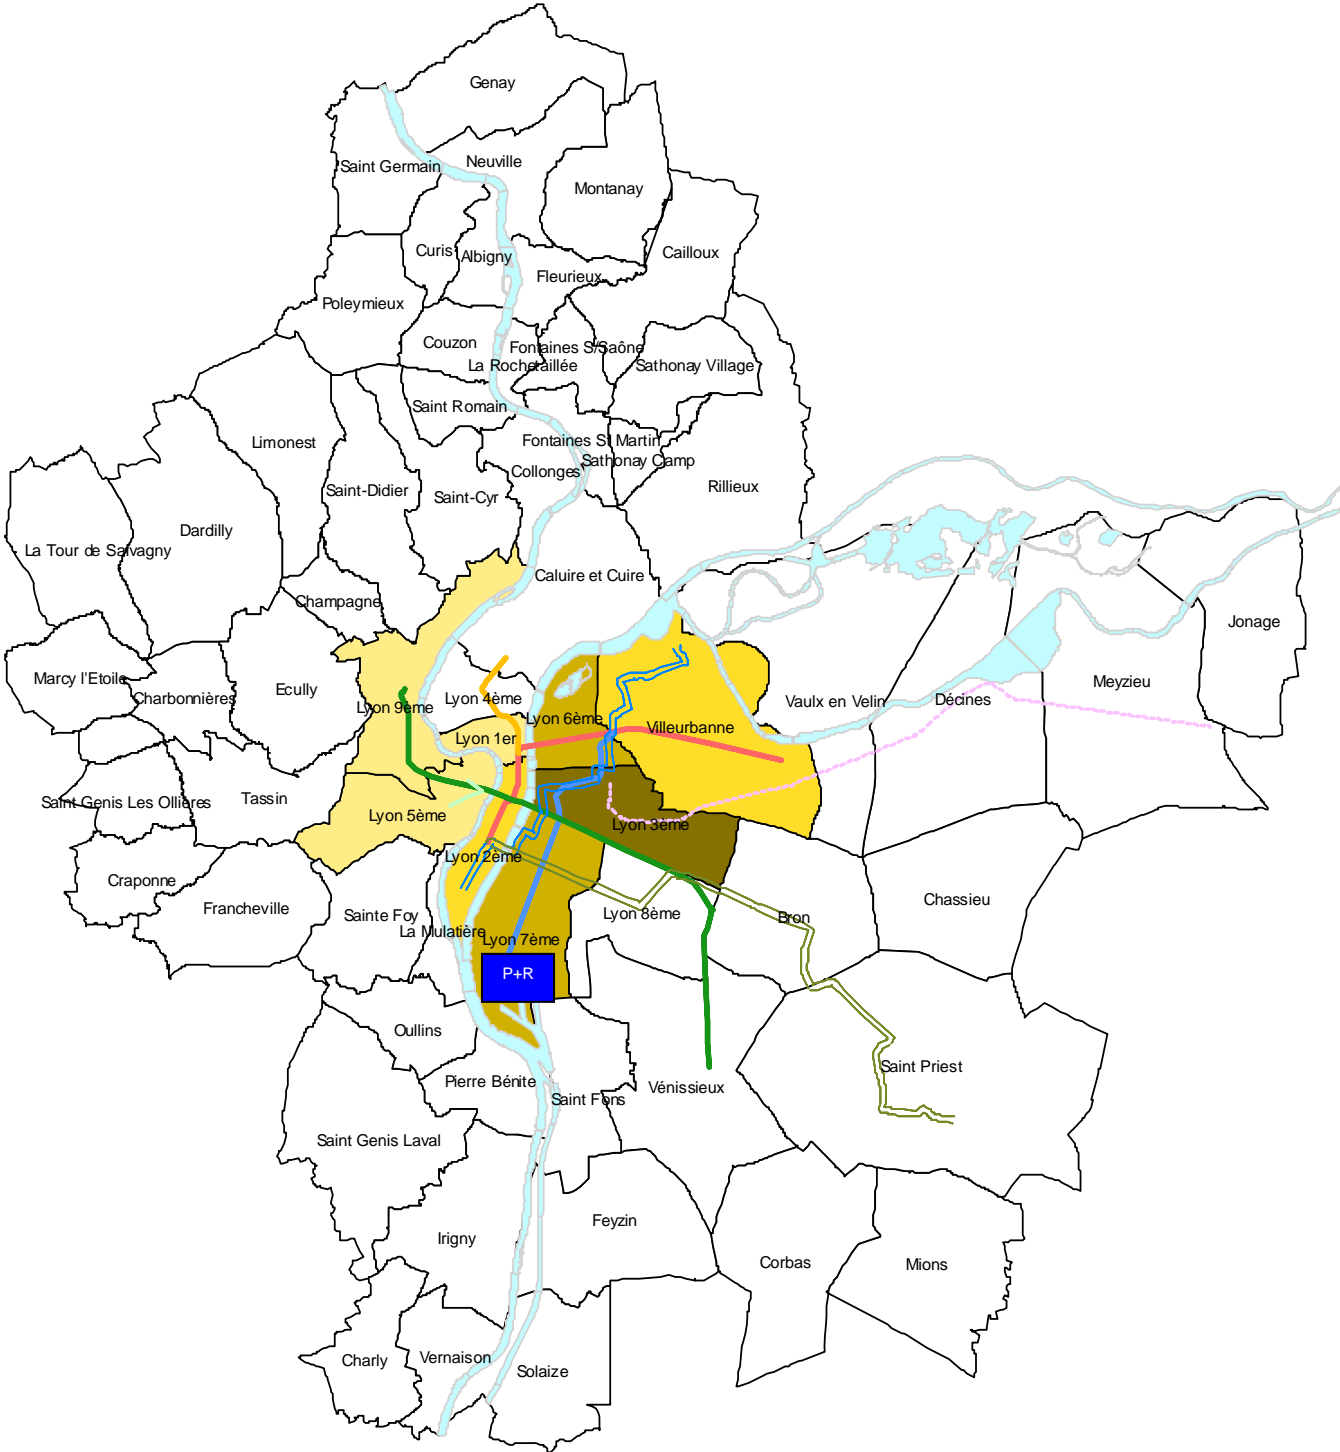 Genay
Saint Germain
Neuville
Montanay
Curis
Albigny
Cailloux
Fleurieux
Poleymieux
Couzon
Fontaines S/Saône
La Rochetaillée
Sathonay Village
Saint Romain
Limonest
Fontaines St Martin
Sathonay Camp
Collonges
Saint-Didier
Saint-Cyr
Rillieux
Dardilly
La Tour de Salvagny
Caluire et Cuire
Champagne
Jonage
Marcy l'Etoile
Charbonnières
Ecully
Meyzieu
Lyon 4ème
Vaulx en Velin
Décines
Lyon 9ème
Lyon 6ème
Villeurbanne
Lyon 1er
Saint Genis Les Ollières
Tassin
Lyon 5ème
Lyon 3ème
Lyon 2ème
Craponne
Chassieu
Francheville
Sainte Foy
Lyon 8ème
Bron
La Mulatière
Lyon 7ème
P+R
Oullins
Saint Priest
Pierre Bénite
Vénissieux
Saint Fons
Saint Genis Laval
Feyzin
Irigny
Corbas
Mions
Charly
Vernaison
Solaize